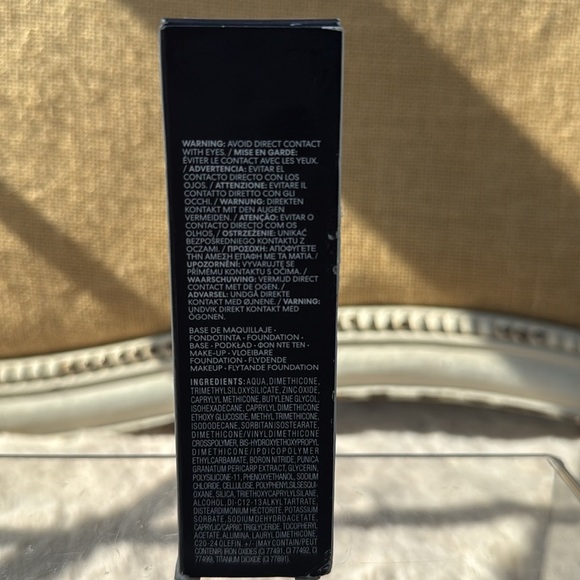 WARNING: AVOID DIRECT CONTACT
WITH EYES. / MISE EN GARDE:
ÉVITER LE CONTACT AVEC LES YEUX.
/ ADVERTENCIA: EVITAR EL
CONTACTO DIRECTO CON LOS
OJOS. / ATTENZIONE: EVITARE IL
CONTATTO DIRETTO CON GLI
OCCHI. / WARNUNG: DIREKTEN
KONTAKT MIT DEN AUGEN
VERMEIDEN. / ATENÇÃO: EVITAR O
CONTACTO DIRECTO COM OS
OLHOS. / OSTRZEŻENIE: UNIKAĆ
BEZPOŚREDNIEGO KONTAKTU Z
OCZAMI. / ΠΡΟΣΟΧΗ: ΑΠΟΦΥΓΕΤΕ
ΤΗΝ ΑΜΕΣΗ ΕΠΑΦΗ ΜΕ ΤΑ ΜΑΤΙΑ. /
UPOZORNĚNÍ: VYVARUJTE SE
PŘÍMÉMU KONTAKTU S OČIMA. /
WAARSCHUWING: VERMIJD DIRECT
CONTACT MET DE OGEN. /
ADVARSEL: UNDGÅ DIREKTE
KONTAKT MED ØJNENE. / VARNING:
UNDVIK DIREKT KONTAKT MED
ÖGONEN.
BASE DE MAQUILLAJE •
FONDOTINTA • FOUNDATION •
BASE • PODKŁAD • ΦΟΝ ΝΤΕ ΤΕΝ •
MAKE-UP • VLOEIBARE
FOUNDATION • FLYDENDE
MAKEUP • FLYTANDE FOUNDATION
INGREDIENTS: AQUA, DIMETHICONE,
TRIMETHYLSILOXYSILICATE, ZINC OXIDE,
CAPRYLYL METHICONE, BUTYLENE GLYCOL,
ISOHEXADECANE, CAPRYLYL DIMETHICONE
ETHOXY GLUCOSIDE, METHYL TRIMETHICONE,
ISODODECANE, SORBITAN ISOSTEARATE,
DIMETHICONE/VINYL DIMETHICONE
CROSSPOLYMER, BIS-HYDROXYETHOXYPROPYL
DIMETHICONE/IPDICOPOLYMER
ETHYLCARBAMATE, BORON NITRIDE, PUNICA
GRANATUM PERICARP EXTRACT, GLYCERIN,
POLYSILICONE-11, PHENOXYETHANOL, SODIUM
CHLORIDE, CELLULOSE, POLYPHENYLSILSESQUI-
OXANE, SILICA, TRIETHOXYCAPRYLYLSILANE,
ALCOHOL, DI-C12-13 ALKYL TARTRATE,
DISTEARDIMONIUM HECTORITE, POTASSIUM
SORBATE, SODIUM DEHYDROACETATE,
CAPRYLIC/CAPRIC TRIGLYCERIDE, TOCOPHERYL
ACETATE, ALUMINA, LAURYL DIMETHICONE,
C20-24 OLEFIN. +/- (MAY CONTAIN/PEUT
CONTENIR): IRON OXIDES (CI 77491, CI 77492, CI
77499), TITANIUM DIOXIDE (CI 77891).